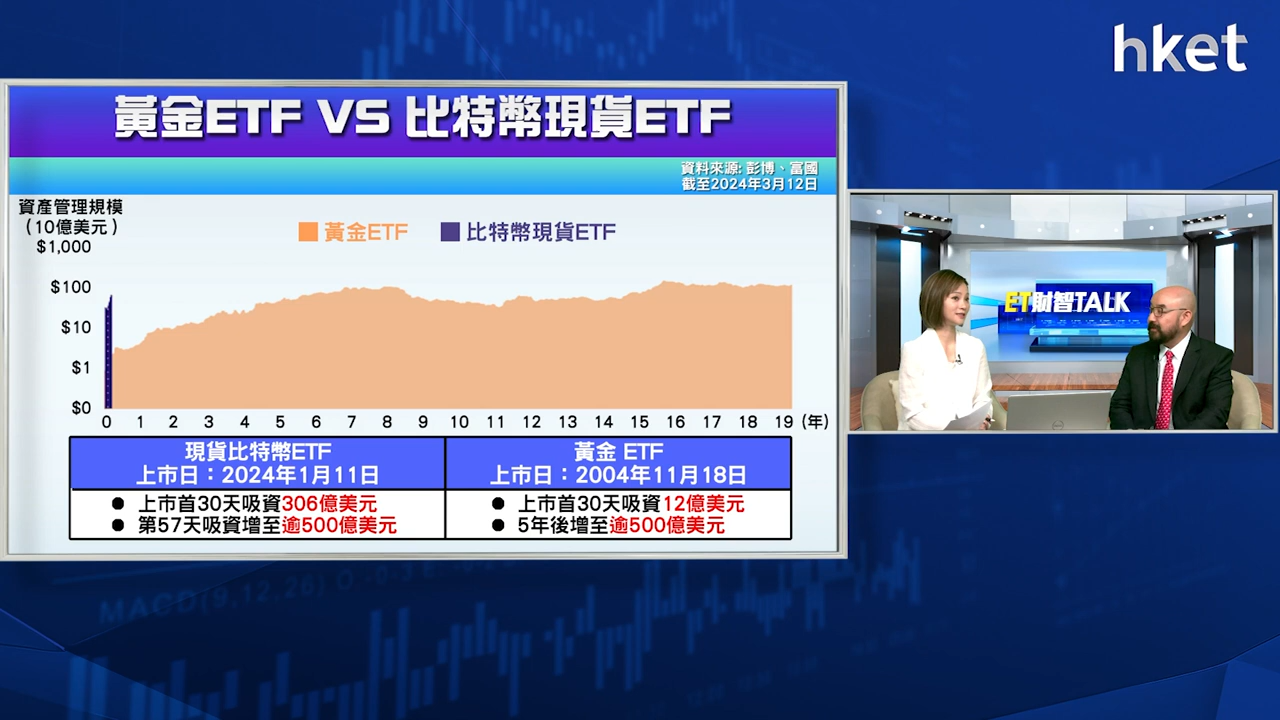 hket
黃金ETF VS 比特幣現貨ETF
資料來源: 彭博、富國
截至2024年3月12日
資產管理規模
（10億美元）
$1,000
$100
$10
$1
$0
黃金ETF 比特幣現貨ETF
0 1 2 3 4 5 6 7 8 9 10 11 12 13 14 15 16 17 18 19 (年)
現貨比特幣ETF
上市日：2024年1月11日
● 上市首30天吸資306億美元
● 第57天吸資增至逾500億美元
黃金 ETF
上市日：2004年11月18日
● 上市首30天吸資12億美元
● 5年後增至逾500億美元
ET財智TALK